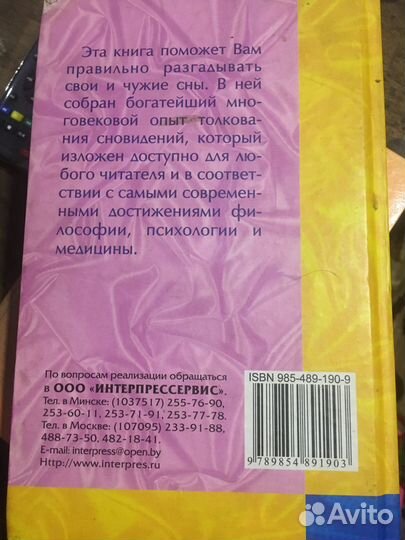 Эта книга поможет Вам
правильно разгадывать
свои и чужие сны. В ней
собран богатейший мно-
говековой опыт толкова-
вания сновидений, который
изложен доступно для лю-
бого читателя и в соответ-
ствии с самыми современ-
ными достижениями фи-
лософии, психологии и
медицины.
По вопросам реализации обращаться
в ООО «ИНТЕРПРЕССЕРВИС».
Тел. в Минске: (1037517) 255-76-90,
253-60-11, 253-71-91, 253-77-78.
Тел. в Москве: (107095) 233-91-88,
488-73-50, 482-18-41.
E-mail: interpress@open.by
Http://www.interpres.ru
ISBN 985-489-190-9
9 789854 891903
Avito